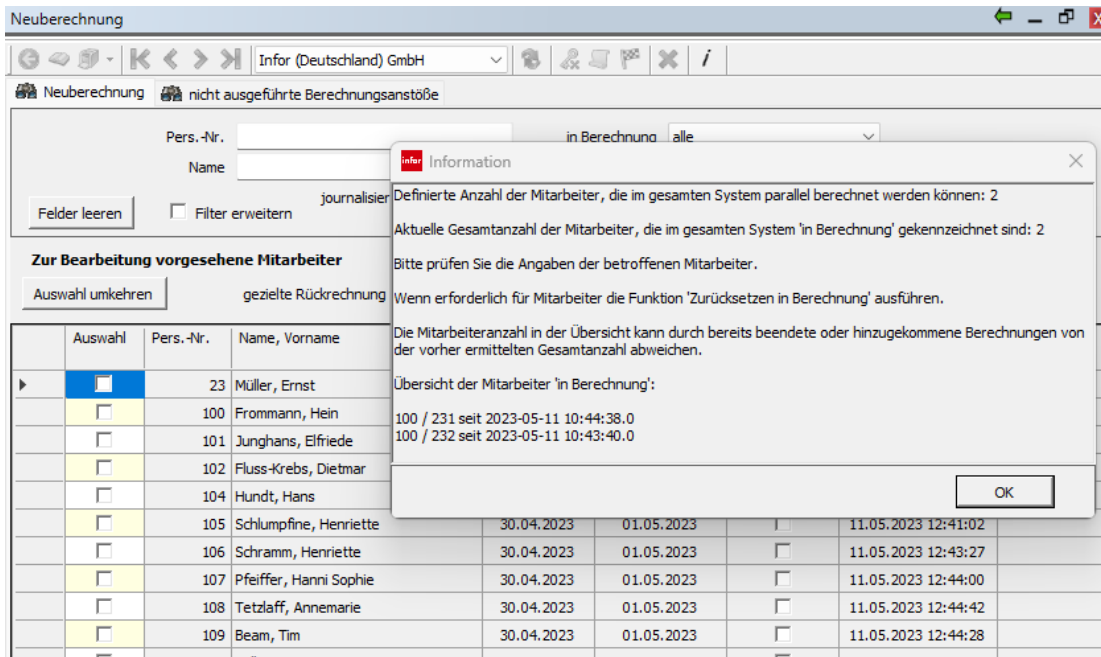 Neuberechnung
Infor (Deutschland) GmbH
Neuberechnung nicht ausgeführte Berechnungsanstöße
Pers.-Nr. in Berechnung alle
Name
journalisier
Felder leeren Filter erweitern
infor Information
Definierte Anzahl der Mitarbeiter, die im gesamten System parallel berechnet werden können: 2
Aktuelle Gesamtanzahl der Mitarbeiter, die im gesamten System 'in Berechnung' gekennzeichnet sind: 2
Bitte prüfen Sie die Angaben der betroffenen Mitarbeiter.
Wenn erforderlich für Mitarbeiter die Funktion 'Zurücksetzen in Berechnung' ausführen.
Die Mitarbeiteranzahl in der Übersicht kann durch bereits beendete oder hinzugekommene Berechnungen von
der vorher ermittelten Gesamtanzahl abweichen.
Übersicht der Mitarbeiter 'in Berechnung':
100 / 231 seit 2023-05-11 10:44:38.0
100 / 232 seit 2023-05-11 10:43:40.0
OK
Zur Bearbeitung vorgesehene Mitarbeiter
Auswahl umkehren gezielte Rückrechnung
Auswahl Pers.-Nr. Name, Vorname
23 Müller, Ernst
100 Frommann, Hein
101 Junghans, Elfriede
102 Fluss-Krebs, Dietmar
104 Hundt, Hans
105 Schlumpfine, Henriette 30.04.2023 01.05.2023 11.05.2023 12:41:02
106 Schramm, Henriette 30.04.2023 01.05.2023 11.05.2023 12:43:27
107 Pfeiffer, Hanni Sophie 30.04.2023 01.05.2023 11.05.2023 12:44:00
108 Tetzlaff, Annemarie 30.04.2023 01.05.2023 11.05.2023 12:44:42
109 Beam, Tim 30.04.2023 01.05.2023 11.05.2023 12:44:28